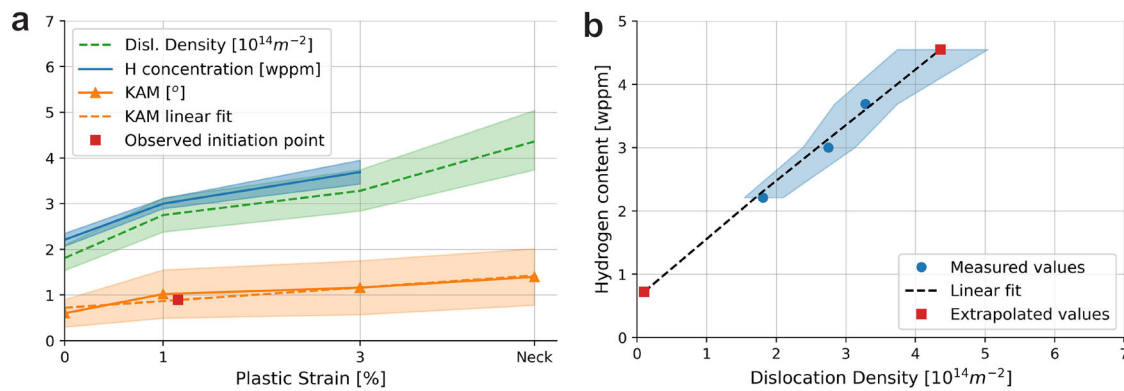 a
7
6
5
4
3
2
1
0
Disl. Density [10¹⁴m⁻²]
H concentration [wppm]
KAM [°]
KAM linear fit
Observed initiation point
0 1 3 Neck
Plastic Strain [%]
b
Hydrogen content [wppm]
5
4
3
2
1
0
Measured values
Linear fit
Extrapolated values
0 1 2 3 4 5 6 7
Dislocation Density [10¹⁴m⁻²]